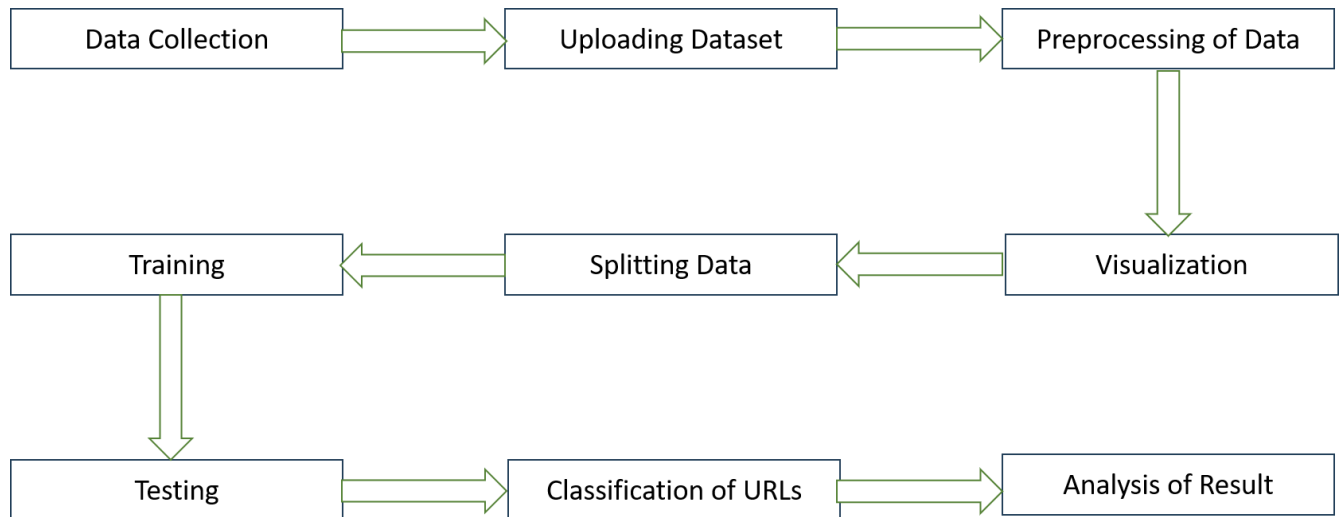 Data Collection
Uploading Dataset
Preprocessing of Data
Visualization
Splitting Data
Training
Testing
Classification of URLs
Analysis of Result